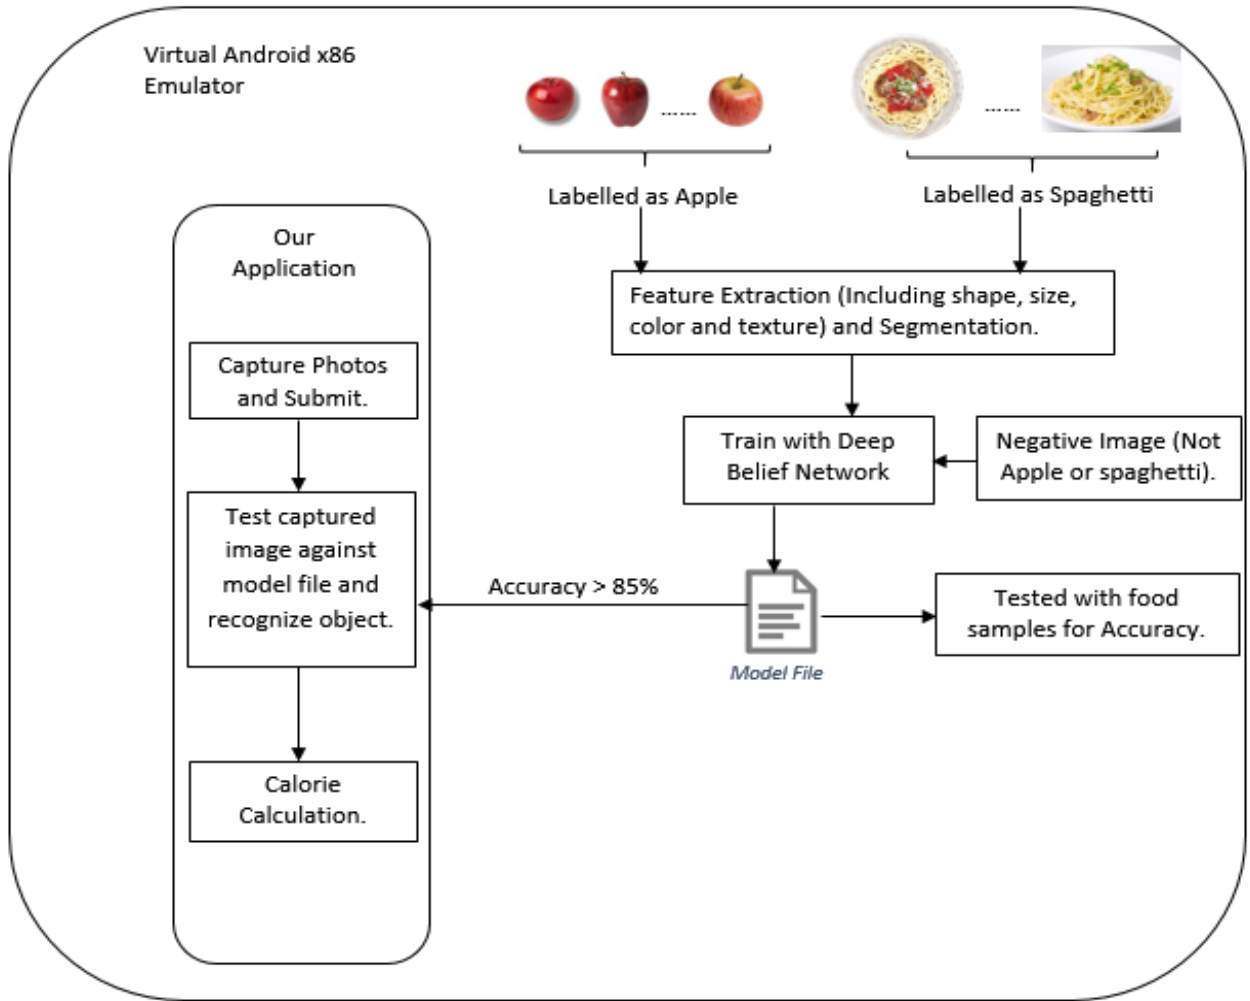 Virtual Android x86
Emulator
...... 
......
Labelled as Apple
Labelled as Spaghetti
Our
Application
Feature Extraction (Including shape, size,
color and texture) and Segmentation.
Capture Photos
and Submit.
Train with Deep
Belief Network
Negative Image (Not
Apple or spaghetti).
Test captured
image against
model file and
recognize object.
Accuracy > 85%
Tested with food
samples for Accuracy.
Model File
Calorie
Calculation.